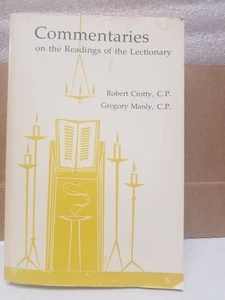 Commentaries
on the Readings of the Lectionary
Robert Crotty, C.P.
Gregory Manly, C.P.